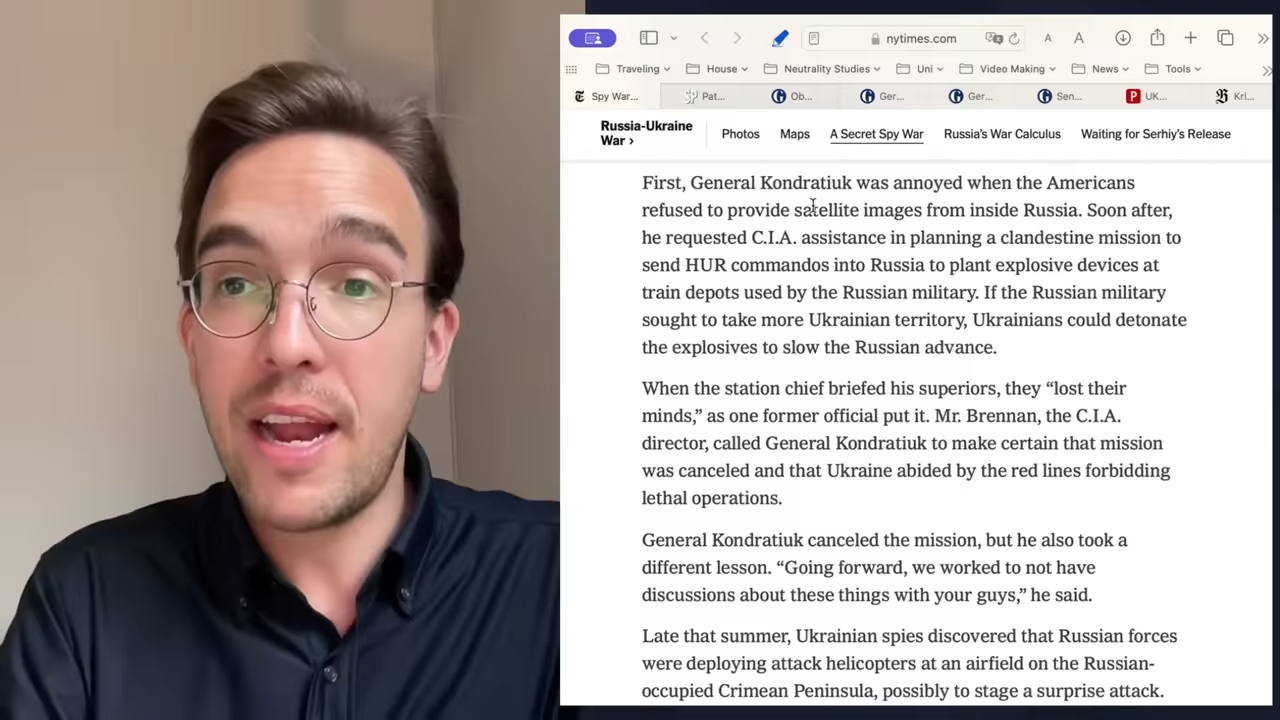 nytimes.com
A
A
Traveling
House
Neutrality Studies
Uni
Video Making
News
Tools
Spy War...
Pat...
Ob...
Ger...
Ger...
Sen...
UK...
Kri...
Russia-Ukraine
War ›
Photos
Maps
A Secret Spy War
Russia’s War Calculus
Waiting for Serhiy’s Release
First, General Kondratiuk was annoyed when the Americans
refused to provide satellite images from inside Russia. Soon after,
he requested C.I.A. assistance in planning a clandestine mission to
send HUR commandos into Russia to plant explosive devices at
train depots used by the Russian military. If the Russian military
sought to take more Ukrainian territory, Ukrainians could detonate
the explosives to slow the Russian advance.
When the station chief briefed his superiors, they “lost their
minds,” as one former official put it. Mr. Brennan, the C.I.A.
director, called General Kondratiuk to make certain that mission
was canceled and that Ukraine abided by the red lines forbidding
lethal operations.
General Kondratiuk canceled the mission, but he also took a
different lesson. “Going forward, we worked to not have
discussions about these things with your guys,” he said.
Late that summer, Ukrainian spies discovered that Russian forces
were deploying attack helicopters at an airfield on the Russian-
occupied Crimean Peninsula, possibly to stage a surprise attack.